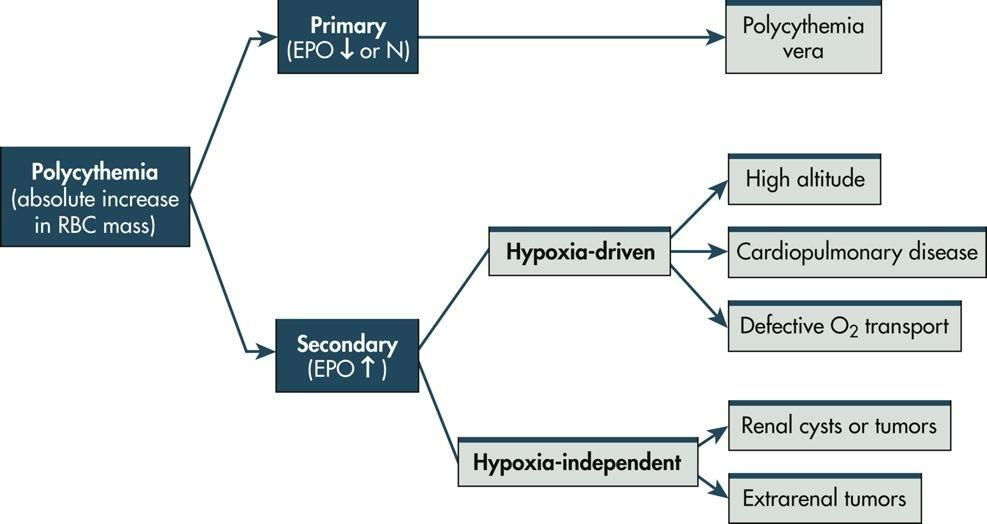 Primary
(EPO ↓ or N)
Polycythemia
vera
Polycythemia
(absolute increase
in RBC mass)
High altitude
Hypoxia-driven
Cardiopulmonary disease
Defective O₂ transport
Secondary
(EPO ↑ )
Renal cysts or tumors
Hypoxia-independent
Extrarenal tumors